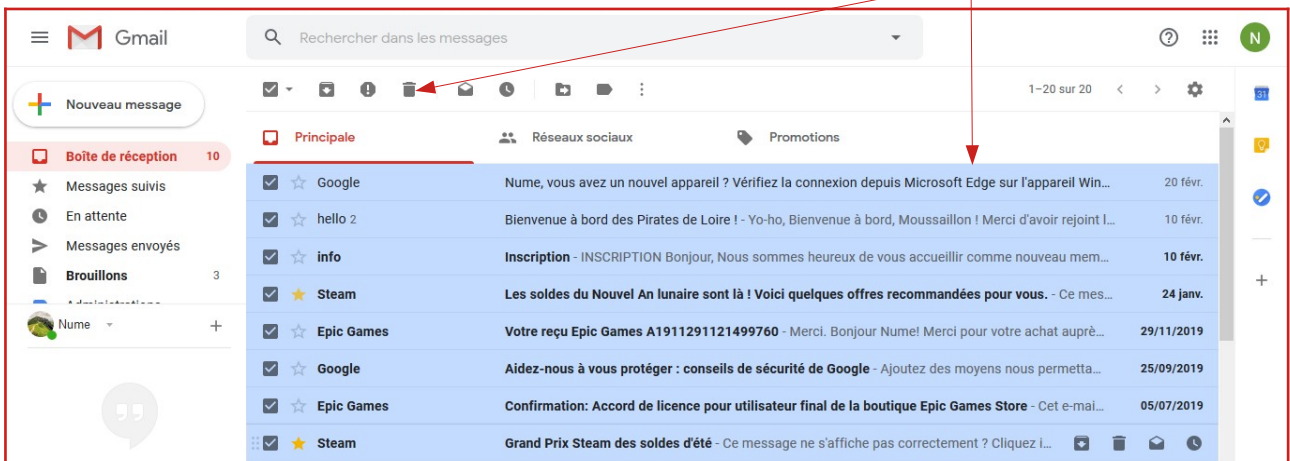 Gmail
Rechercher dans les messages
N
Nouveau message
1–20 sur 20
31
Principale
Réseaux sociaux
Promotions
Boîte de réception 10
Messages suivis
En attente
Messages envoyés
Brouillons 3
Administrations
Nume
Google Nume, vous avez un nouvel appareil ? Vérifiez la connexion depuis Microsoft Edge sur l'appareil Win... 20 févr.
hello 2 Bienvenue à bord des Pirates de Loire ! - Yo-ho, Bienvenue à bord, Moussaillon ! Merci d'avoir rejoint l... 10 févr.
info Inscription - INSCRIPTION Bonjour, Nous sommes heureux de vous accueillir comme nouveau mem... 10 févr.
Steam Les soldes du Nouvel An lunaire sont là ! Voici quelques offres recommandées pour vous. - Ce mes... 24 janv.
Epic Games Votre reçu Epic Games A1911291121499760 - Merci. Bonjour Nume! Merci pour votre achat auprè... 29/11/2019
Google Aidez-nous à vous protéger : conseils de sécurité de Google - Ajoutez des moyens nous permetta... 25/09/2019
Epic Games Confirmation: Accord de licence pour utilisateur final de la boutique Epic Games Store - Cet e-mai... 05/07/2019
Steam Grand Prix Steam des soldes d'été - Ce message ne s'affiche pas correctement ? Cliquez i...